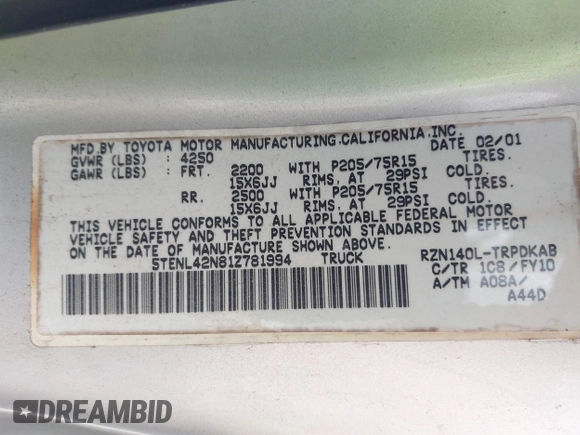 MFD.BY TOYOTA MOTOR MANUFACTURING,CALIFORNIA,INC.
GVWR (LBS) : 4250 DATE 02/01
GAWR (LBS) : FRT. 2200 WITH P205/75R15 TIRES.
15X6JJ RIMS, AT 29PSI COLD.
RR. 2500 WITH P205/75R15 TIRES.
15X6JJ RIMS, AT 29PSI COLD.
THIS VEHICLE CONFORMS TO ALL APPLICABLE FEDERAL MOTOR
VEHICLE SAFETY AND THEFT PREVENTION STANDARDS IN EFFECT
ON THE DATE OF MANUFACTURE SHOWN ABOVE.
5TENL42N81Z781994 TRUCK RZN140L-TRPDKAB
C/TR 1C8/FY10
A/TM A08A/
A44D
DREAMBID